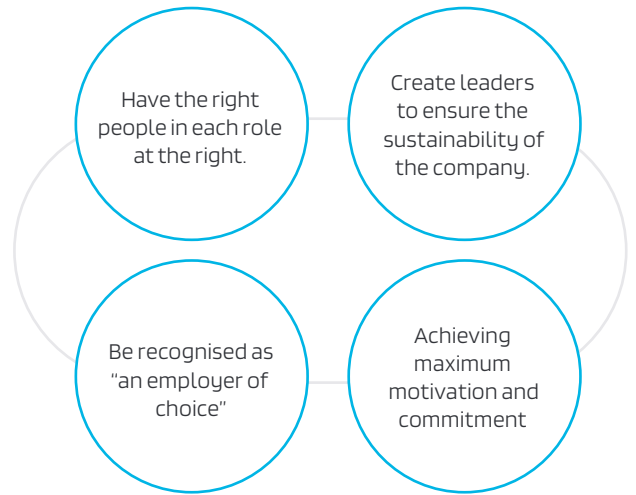 Have the right
people in each role
at the right.
Create leaders
to ensure the
sustainability of
the company.
Be recognised as
“an employer of
choice”
Achieving
maximum
motivation and
commitment